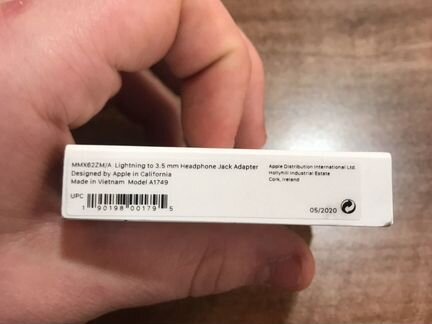 MMX62ZM/A Lightning to 3.5 mm Headphone Jack Adapter
Designed by Apple in California
Made in Vietnam Model A1749
Apple Distribution International Ltd.
Hollyhill Industrial Estate
Cork, Ireland
UPC
1 90198 00179 5
05/2020